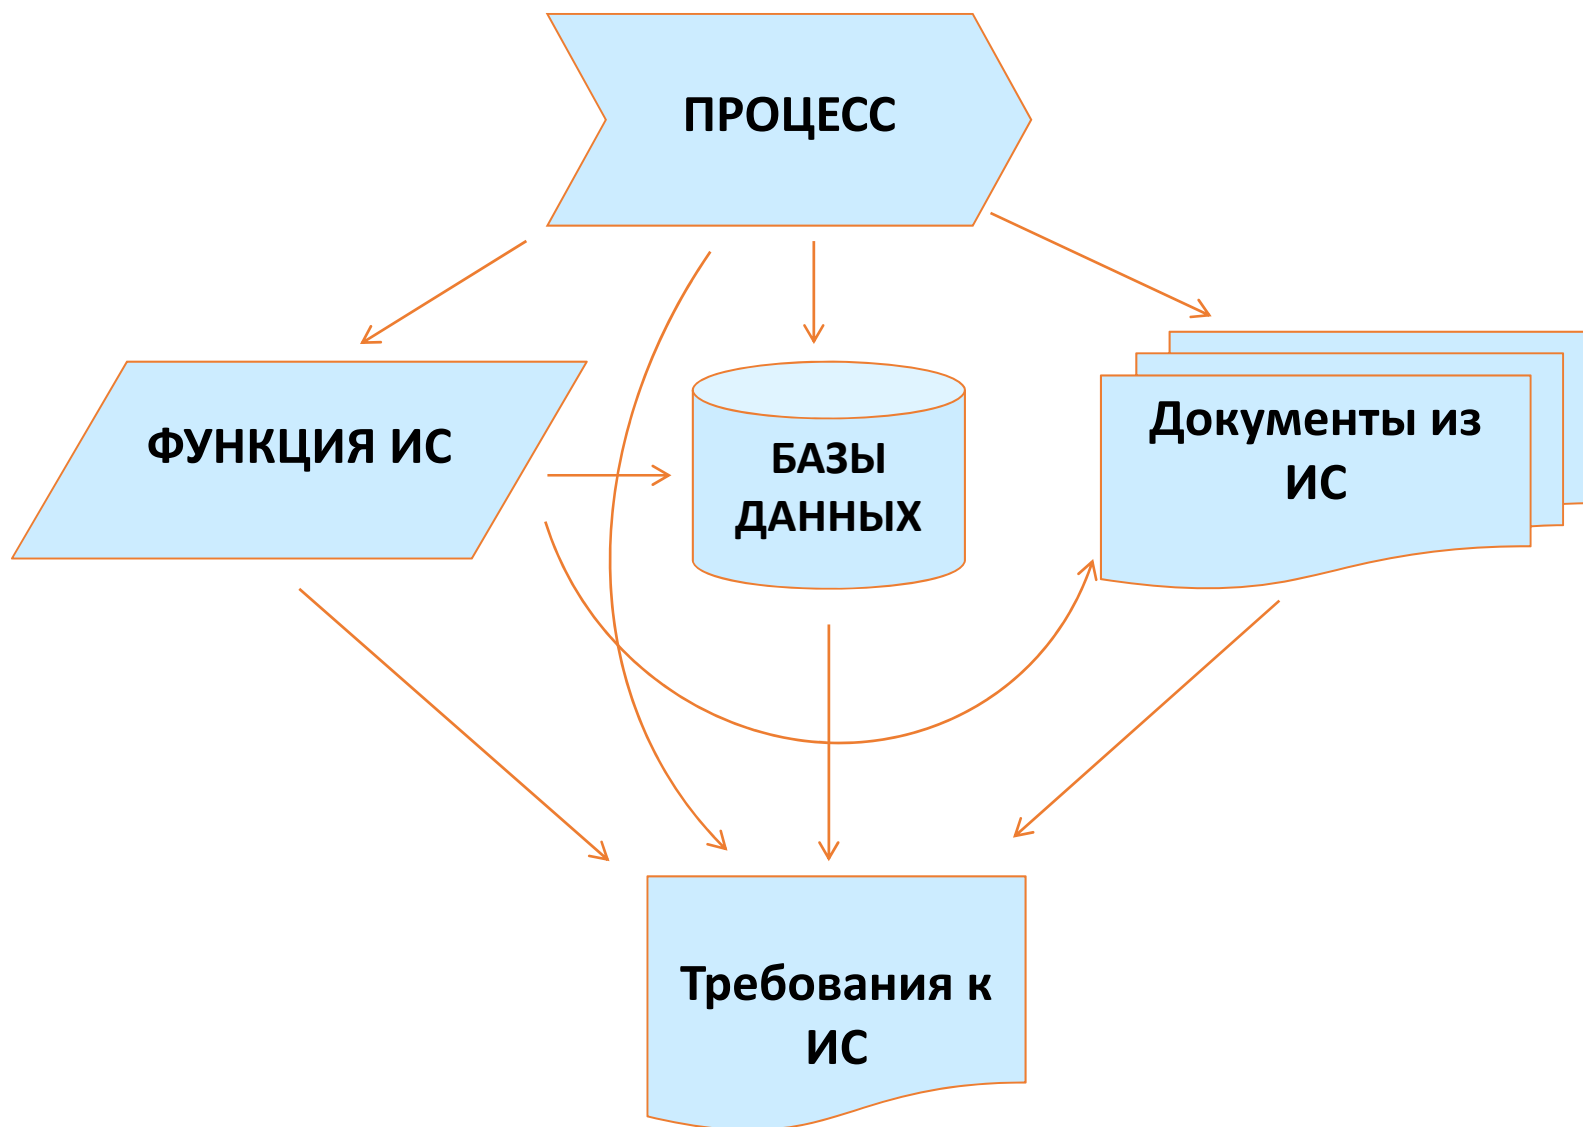 ПРОЦЕСС
ФУНКЦИЯ ИС
БАЗЫ
ДАННЫХ
Документы из
ИС
Требования к
ИС